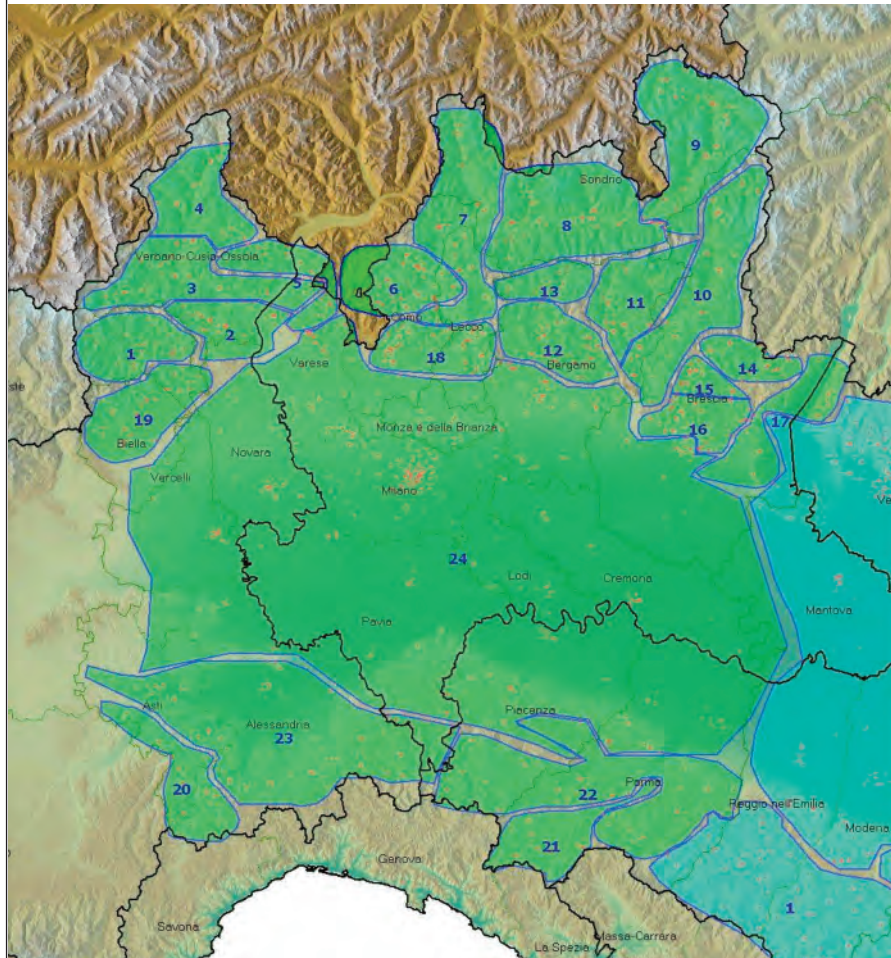 9
Sondrio
4
7
8
Verbano-Cusio-Ossola
3
5
4
6
13
11
10
Como
Lecco
1
2
Varese
18
12
Bergamo
14
15
Brescia
19
Biella
Monza e della Brianza
16
17
Novara
Vercelli
Milano
24
Lodi
Cremona
Mantova
Pavia
Asti
Alessandria
23
Piacenza
20
22
Parma
Reggio nell'Emilia
Modena
21
Genova
1
Savona
Massa-Carrara
La Spezia